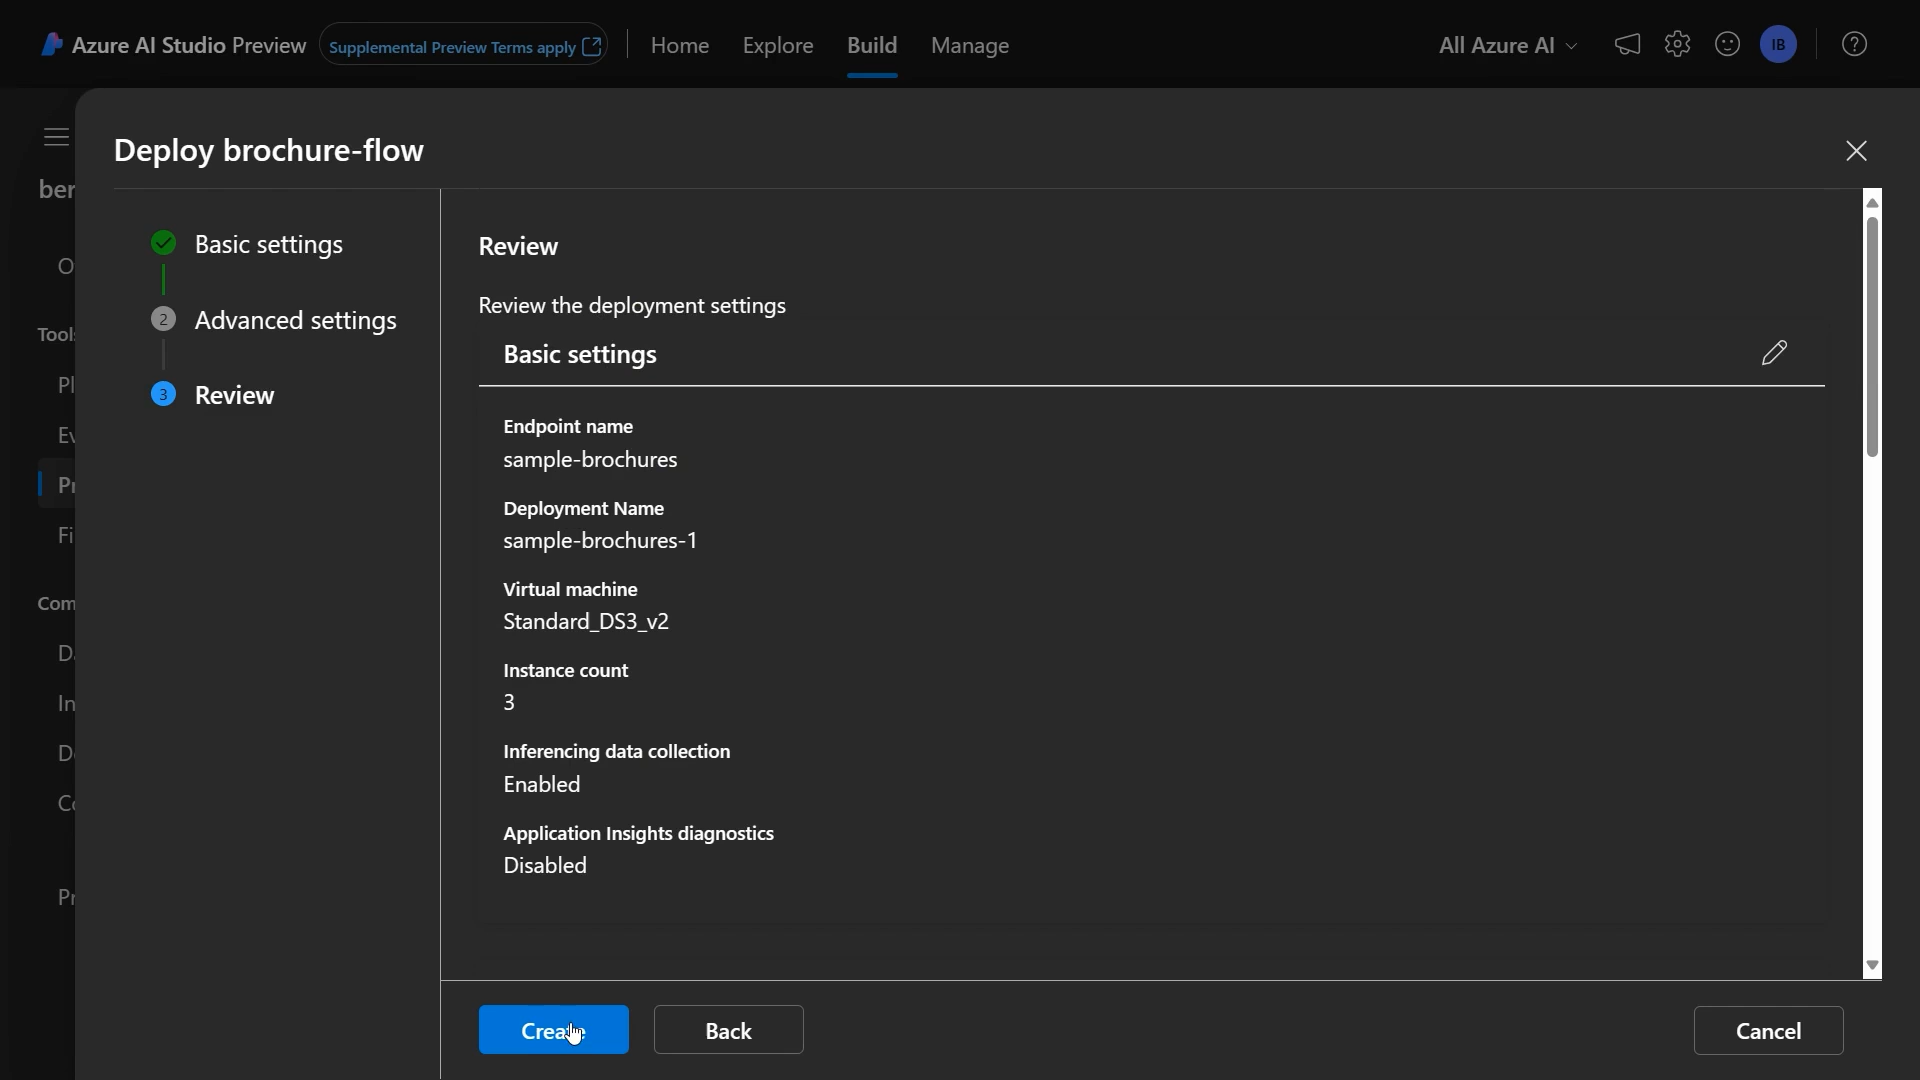 Azure AI Studio Preview
Supplemental Preview Terms apply
Home
Explore
Build
Manage
All Azure AI
IB
Deploy brochure-flow
Basic settings
2 Advanced settings
3 Review
Review
Review the deployment settings
Basic settings
Endpoint name
sample-brochures
Deployment Name
sample-brochures-1
Virtual machine
Standard_DS3_v2
Instance count
3
Inferencing data collection
Enabled
Application Insights diagnostics
Disabled
Create
Back
Cancel